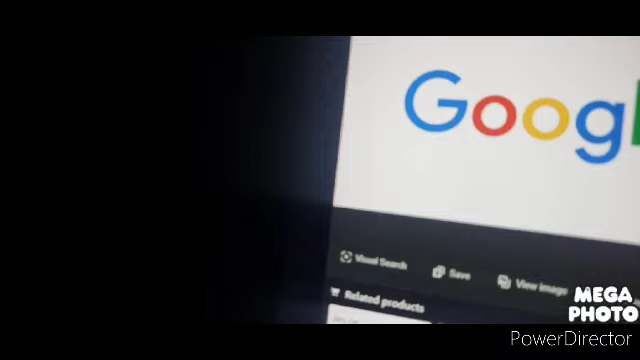 Googl
Visual Search
Save
View image
Related products
MEGA
PHOTO
PowerDirector